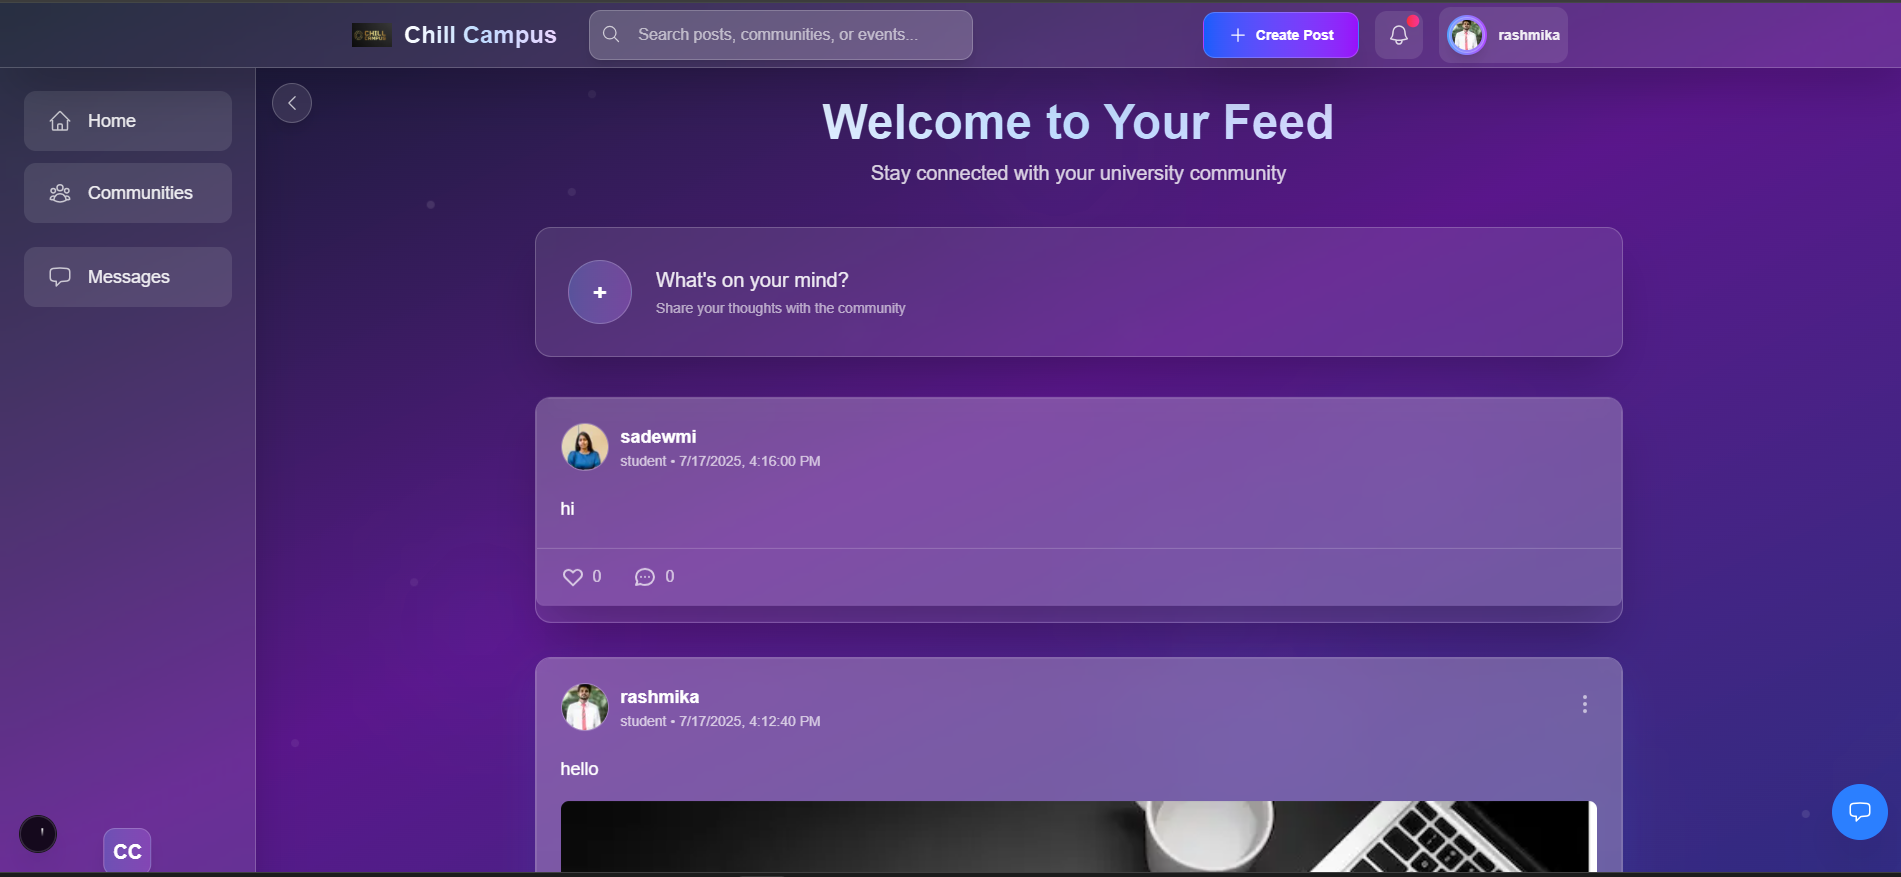 CHILL
CAMPUS
Chill Campus
Search posts, communities, or events...
Create Post
rashmika
Home
Communities
Messages
Welcome to Your Feed
Stay connected with your university community
What's on your mind?
Share your thoughts with the community
sadewmi
student • 7/17/2025, 4:16:00 PM
hi
0
0
rashmika
student • 7/17/2025, 4:12:40 PM
hello
CC